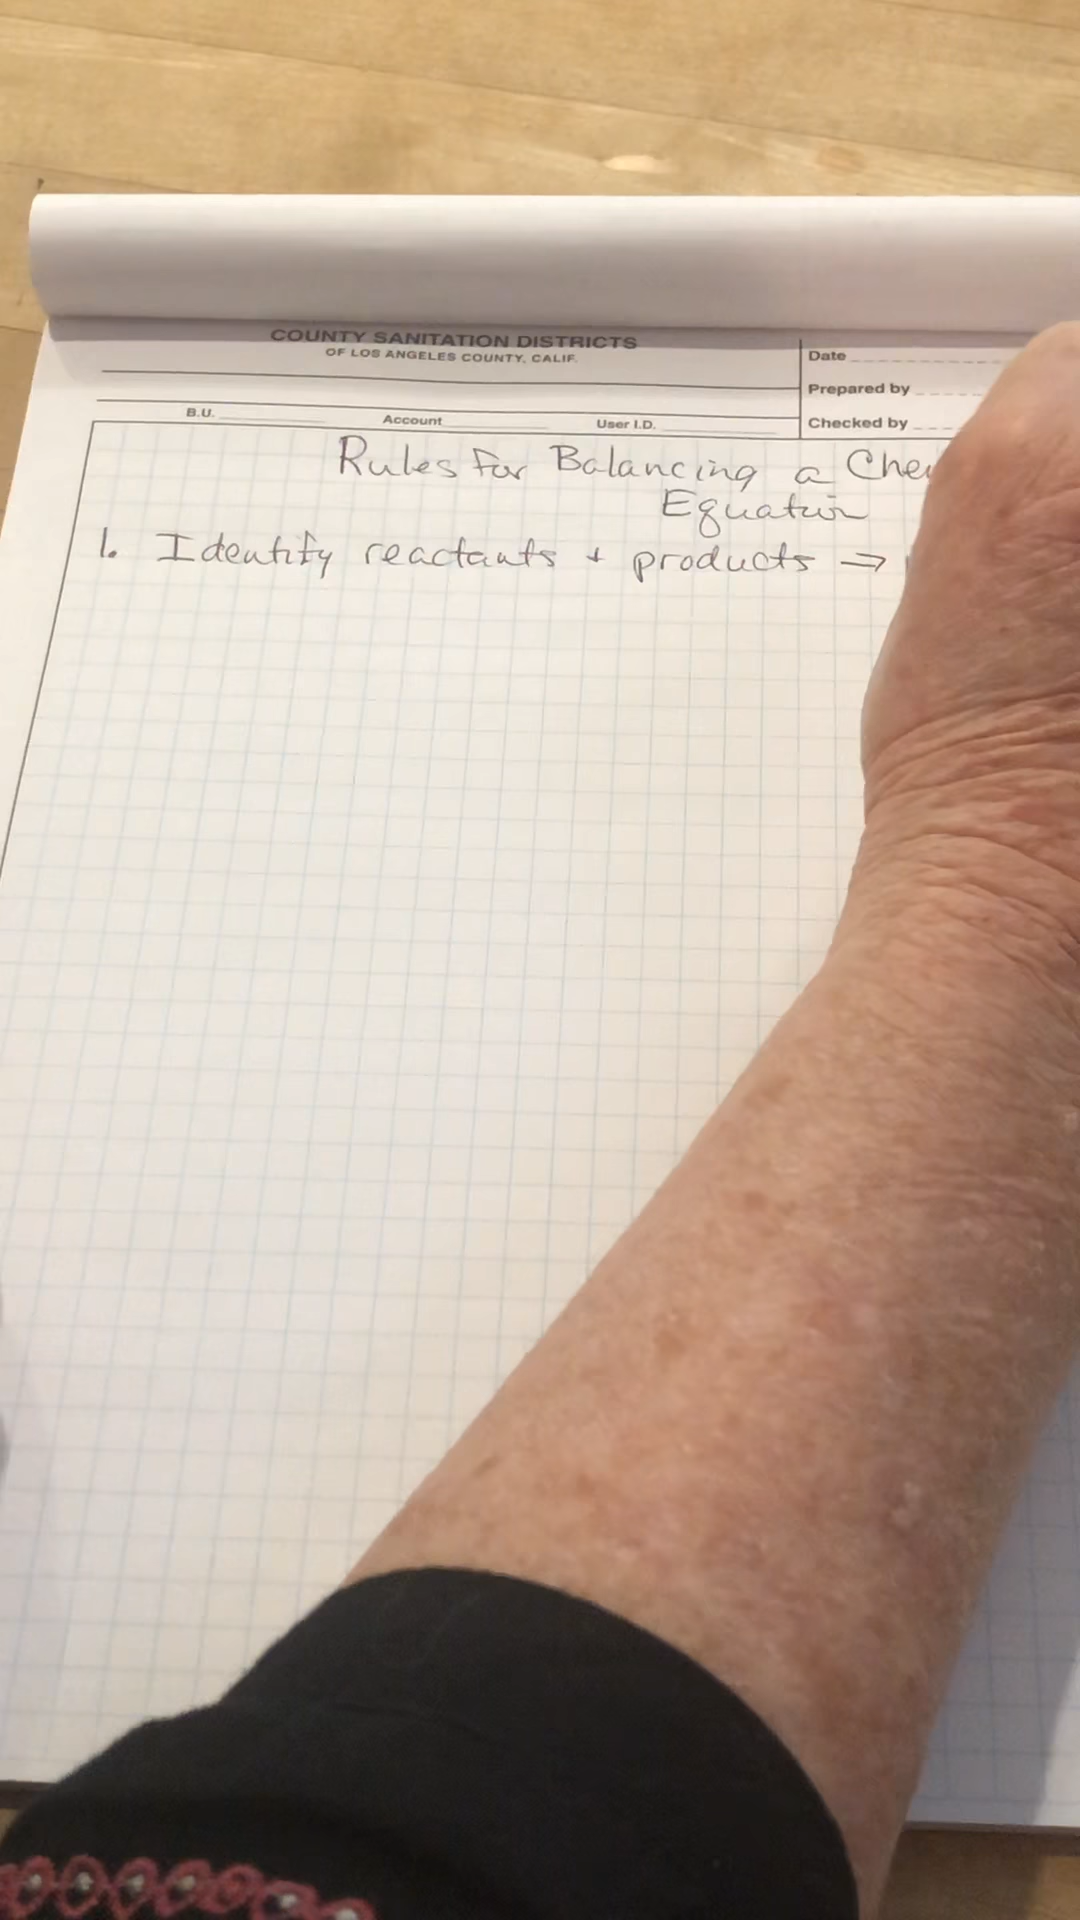 COUNTY SANITATION DISTRICTS
OF LOS ANGELES COUNTY, CALIF.
Date
Prepared by
Checked by
B.U. Account User I.D.
Rules for Balancing a Che
Equation
1. Identify reactants + products ⇒